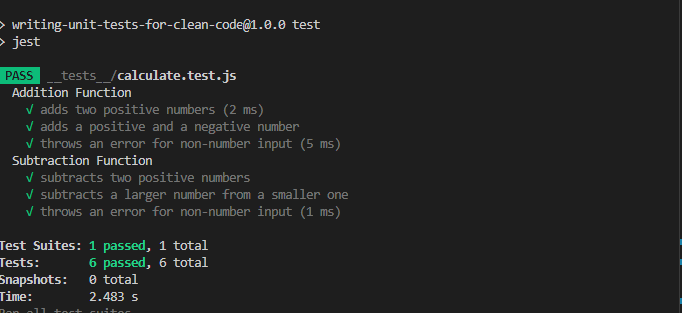 > writing-unit-tests-for-clean-code@1.0.0 test
> jest
PASS __tests__/calculate.test.js
Addition Function
√ adds two positive numbers (2 ms)
√ adds a positive and a negative number
√ throws an error for non-number input (5 ms)
Subtraction Function
√ subtracts two positive numbers
√ subtracts a larger number from a smaller one
√ throws an error for non-number input (1 ms)
Test Suites: 1 passed, 1 total
Tests: 6 passed, 6 total
Snapshots: 0 total
Time: 2.483 s
Ran all test suites.